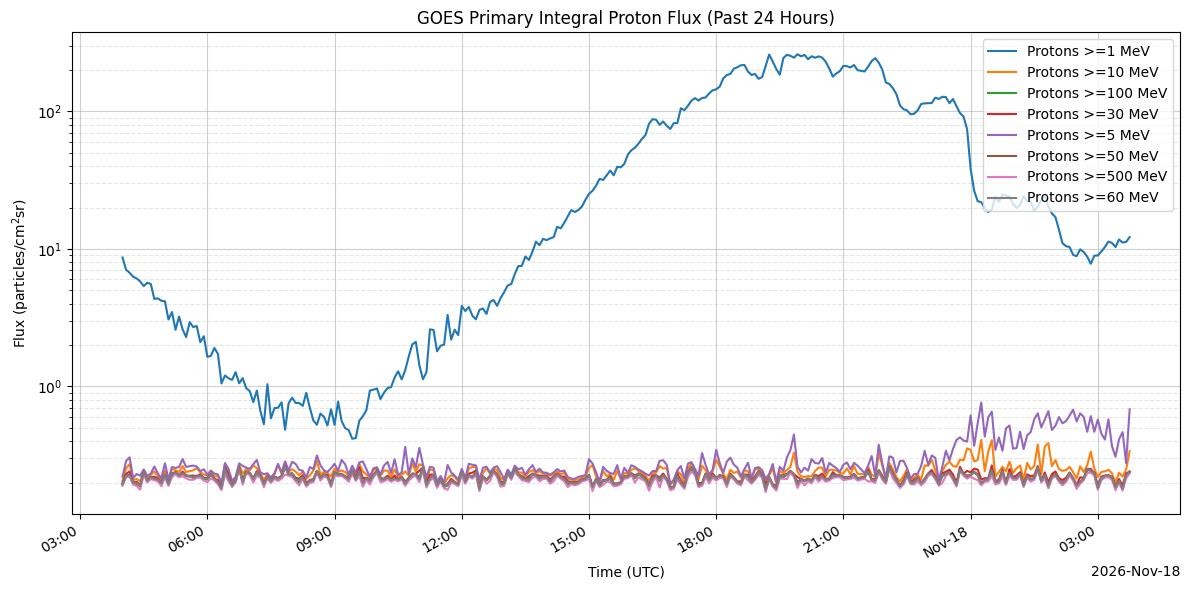 GOES Primary Integral Proton Flux (Past 24 Hours)
Protons >=1 MeV
Protons >=10 MeV
Protons >=100 MeV
Protons >=30 MeV
Protons >=5 MeV
Protons >=50 MeV
Protons >=500 MeV
Protons >=60 MeV
Flux (particles/cm²sr)
10²
10¹
10⁰
03:00
06:00
09:00
12:00
15:00
18:00
21:00
Nov-18
03:00
Time (UTC)
2026-Nov-18